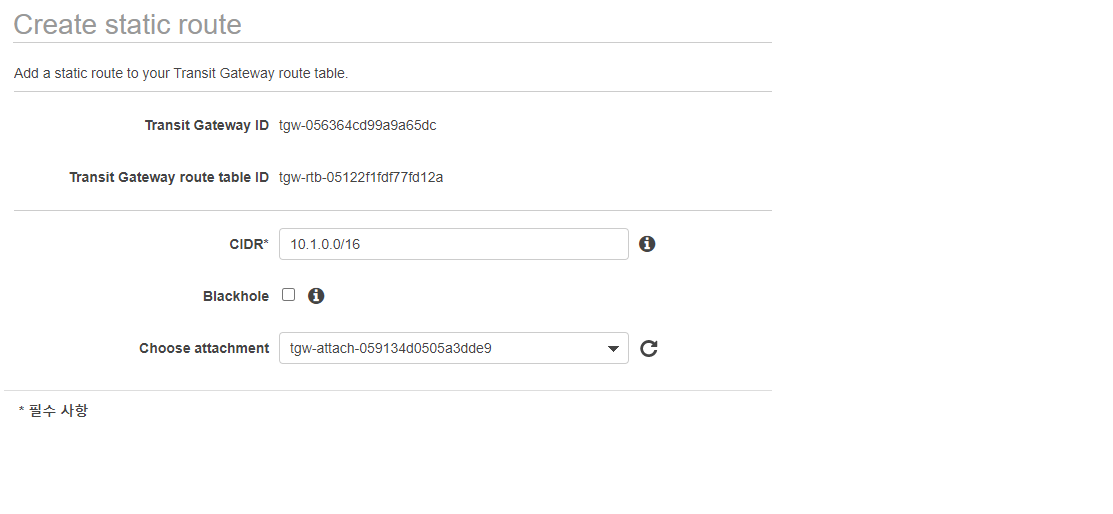 Create static route
Add a static route to your Transit Gateway route table.
Transit Gateway ID tgw-056364cd99a9a65dc
Transit Gateway route table ID tgw-rtb-05122f1fdf77fd12a
CIDR* 10.1.0.0/16
Blackhole
Choose attachment tgw-attach-059134d0505a3dde9
* 필수 사항